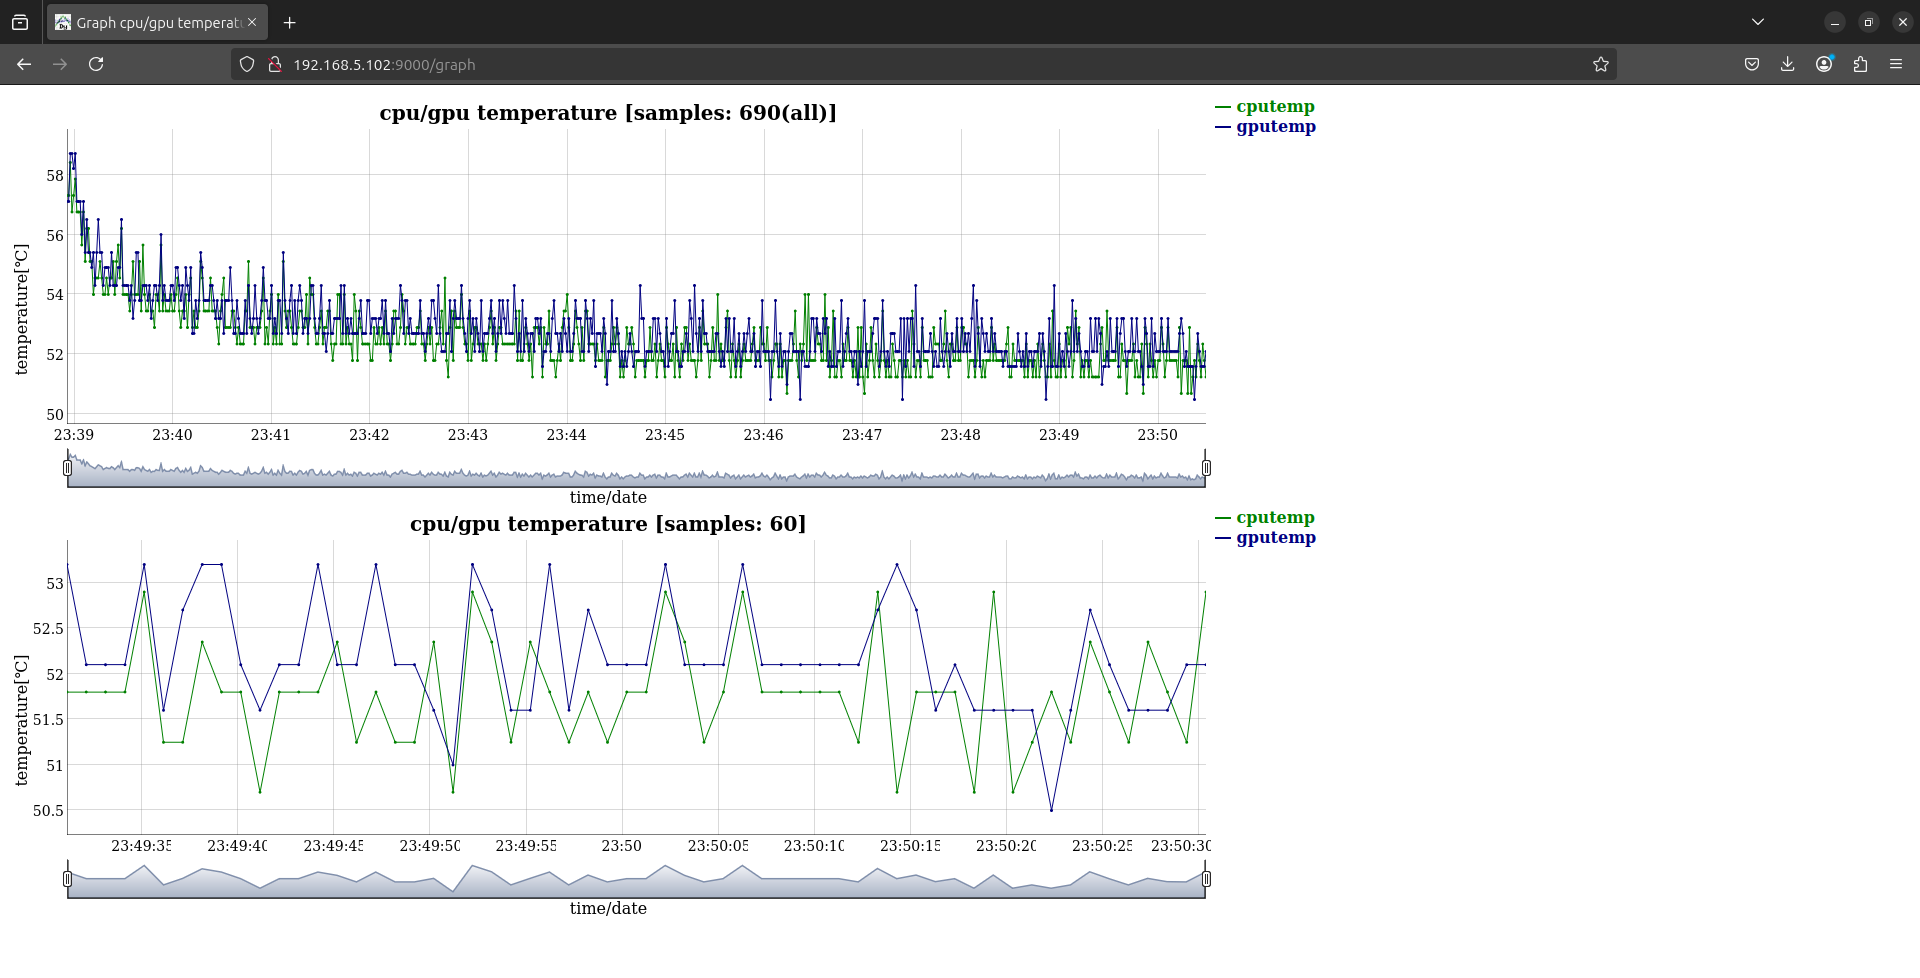 Graph cpu/gpu temperatu
192.168.5.102:9000/graph
cpu/gpu temperature [samples: 690(all)]
cputemp
gputemp
temperature[℃]
58
56
54
52
50
23:39 23:40 23:41 23:42 23:43 23:44 23:45 23:46 23:47 23:48 23:49 23:50
time/date
cpu/gpu temperature [samples: 60]
cputemp
gputemp
temperature[℃]
53
52.5
52
51.5
51
50.5
23:49:35 23:49:40 23:49:45 23:49:50 23:49:55 23:50 23:50:05 23:50:10 23:50:15 23:50:20 23:50:25 23:50:30
time/date